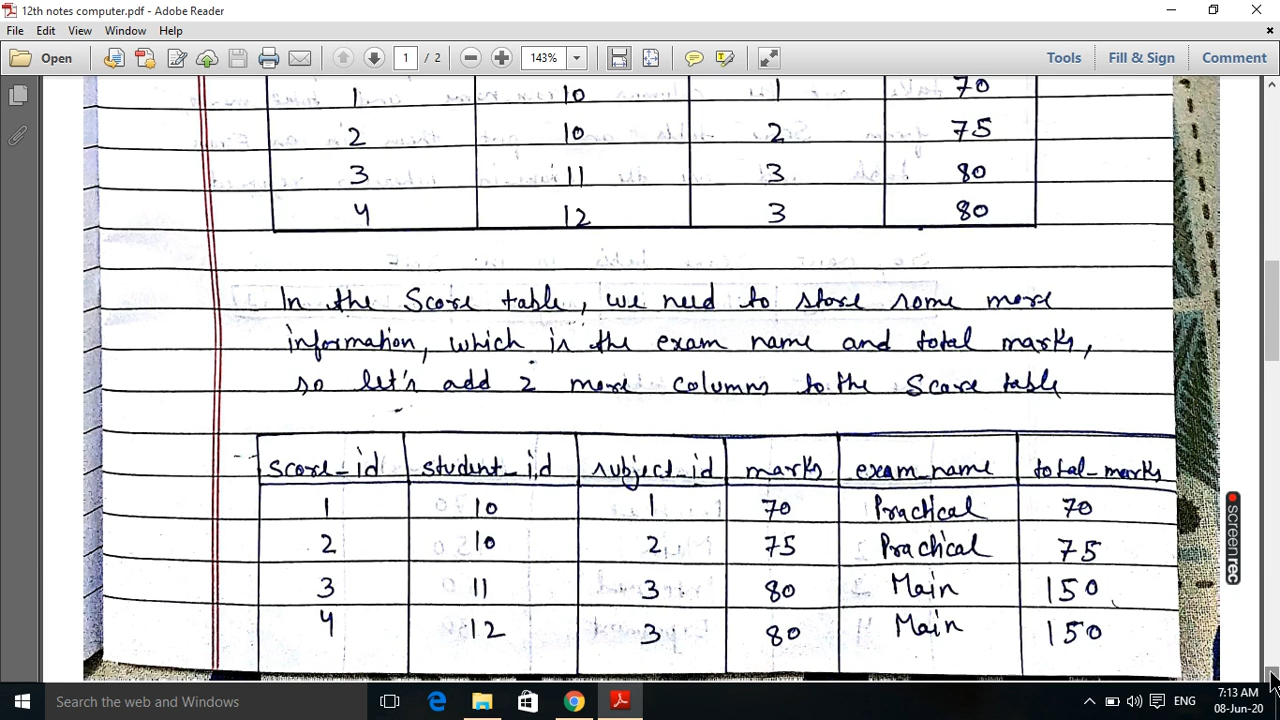 12th notes computer.pdf - Adobe Reader
File Edit View Window Help
Open 1 / 2 143% Tools Fill & Sign Comment
1 10 1 70
2 10 2 75
3 11 3 80
4 12 3 80
In the Score table, we need to store some more
information, which is the exam name and total marks,
so let's add 2 more columns to the Score table
score_id student_id subject_id marks exam_name total_marks
1 10 1 70 Practical 70
2 10 2 75 Practical 75
3 11 3 80 Main 150
4 12 3 80 Main 150
screenrec
Search the web and Windows
ENG
7:13 AM
08-Jun-20